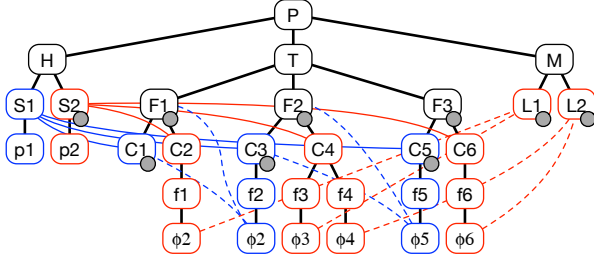 P
H T M
S1 S2 F1 F2 F3 L1 L2
p1 p2 C1 C2 C3 C4 C5 C6
f1 f2 f3 f4 f5 f6
ϕ2 ϕ2 ϕ3 ϕ4 ϕ5 ϕ6